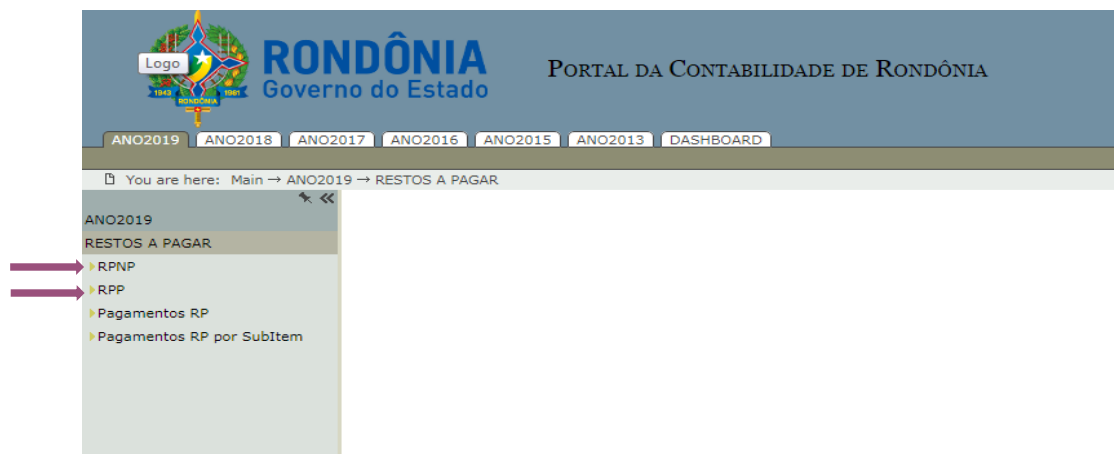 Logo
1943 RONDÔNIA 1981
RONDÔNIA
Governo do Estado
PORTAL DA CONTABILIDADE DE RONDÔNIA
ANO2019 ANO2018 ANO2017 ANO2016 ANO2015 ANO2013 DASHBOARD
You are here: Main → ANO2019 → RESTOS A PAGAR
ANO2019
RESTOS A PAGAR
RPNP
RPP
Pagamentos RP
Pagamentos RP por SubItem